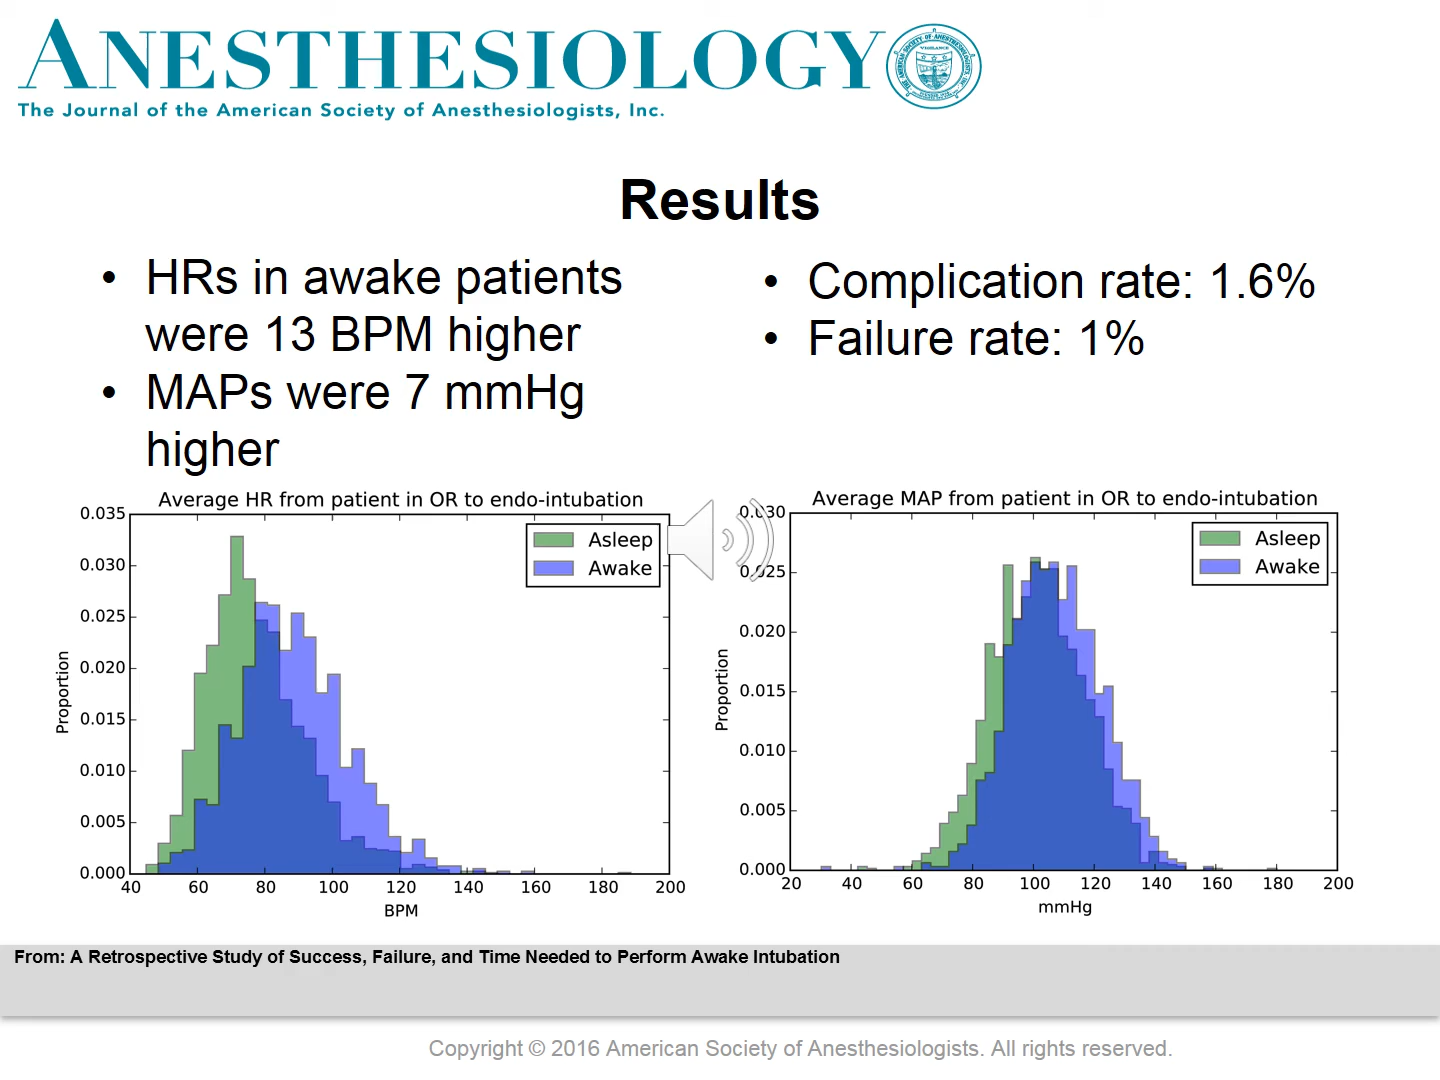 ANESTHESIOLOGY
The Journal of the American Society of Anesthesiologists, Inc.
Results
• HRs in awake patients
were 13 BPM higher
• MAPs were 7 mmHg
higher
• Complication rate: 1.6%
• Failure rate: 1%
Average HR from patient in OR to endo-intubation
0.035
0.030
0.025
0.020
0.015
0.010
0.005
0.000
Proportion
Asleep
Awake
40 60 80 100 120 140 160 180 200
BPM
Average MAP from patient in OR to endo-intubation
0.030
0.025
0.020
0.015
0.010
0.005
0.000
Proportion
Asleep
Awake
20 40 60 80 100 120 140 160 180 200
mmHg
From: A Retrospective Study of Success, Failure, and Time Needed to Perform Awake Intubation
Copyright © 2016 American Society of Anesthesiologists. All rights reserved.